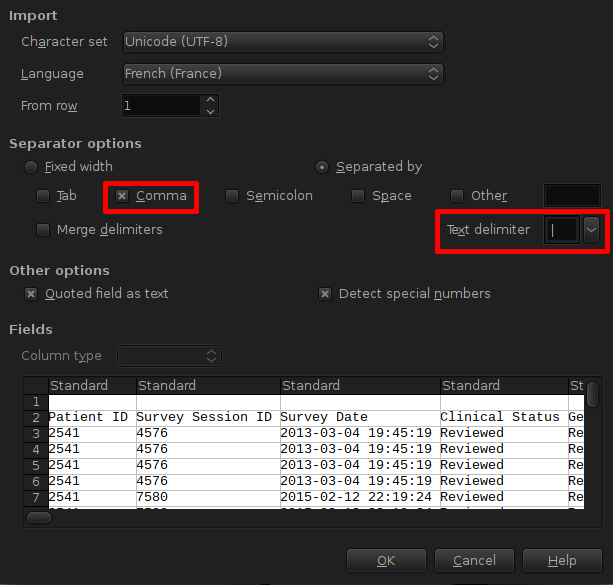 Import
Character set Unicode (UTF-8)
Language French (France)
From row 1
Separator options
Fixed width Separated by
Tab Comma Semicolon Space Other
Merge delimiters Text delimiter
Other options
Quoted field as text Detect special numbers
Fields
Column type
Standard Standard Standard Standard St
1
2 Patient ID Survey Session ID Survey Date Clinical Status Ge
3 2541 4576 2013-03-04 19:45:19 Reviewed Re
4 2541 4576 2013-03-04 19:45:19 Reviewed Re
5 2541 4576 2013-03-04 19:45:19 Reviewed Re
6 2541 4576 2013-03-04 19:45:19 Reviewed Re
7 2541 7580 2015-02-12 22:19:24 Reviewed Re
OK Cancel Help